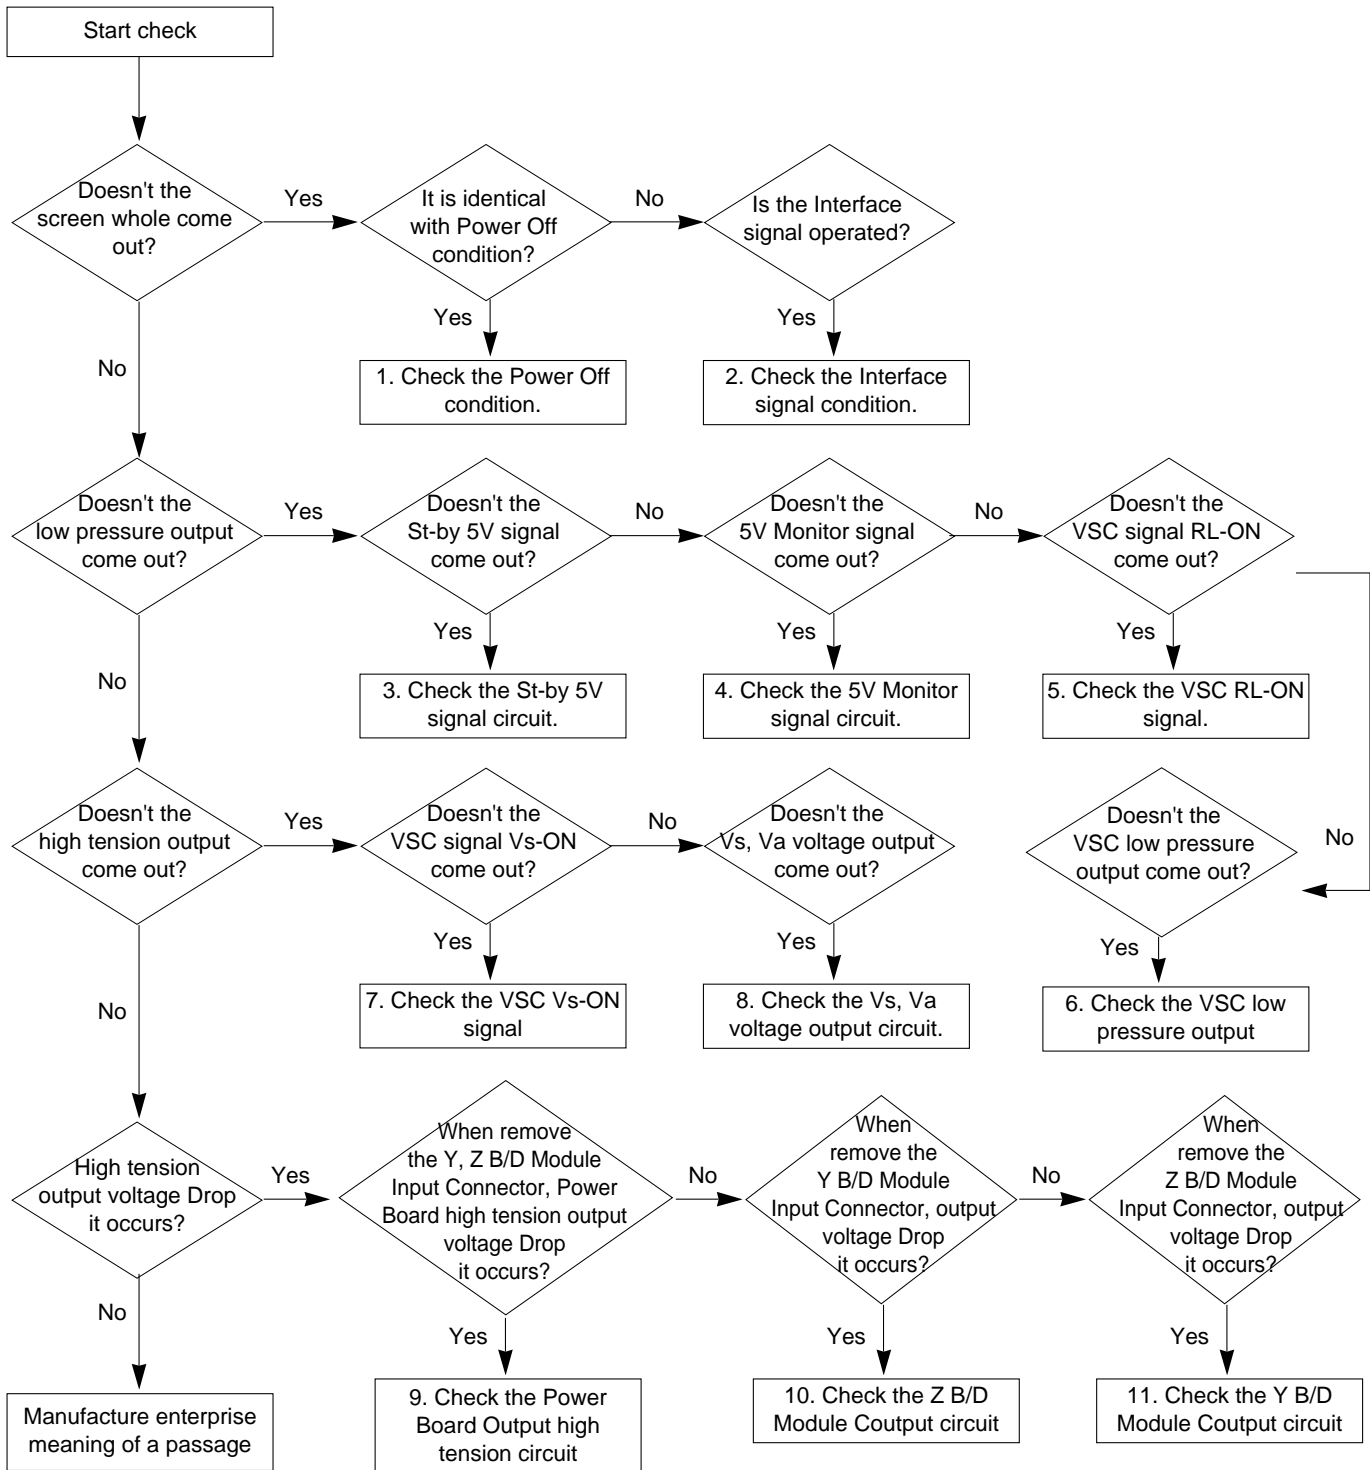 Start check
Doesn't the
screen whole come
out?
Yes
It is identical
with Power Off
condition?
No
Is the Interface
signal operated?
Yes
Yes
No
1. Check the Power Off
condition.
2. Check the Interface
signal condition.
Doesn't the
low pressure output
come out?
Yes
Doesn't the
St-by 5V signal
come out?
No
Doesn't the
5V Monitor signal
come out?
No
Doesn't the
VSC signal RL-ON
come out?
Yes
Yes
Yes
No
3. Check the St-by 5V
signal circuit.
4. Check the 5V Monitor
signal circuit.
5. Check the VSC RL-ON
signal.
Doesn't the
high tension output
come out?
Yes
Doesn't the
VSC signal Vs-ON
come out?
No
Doesn't the
Vs, Va voltage output
come out?
Doesn't the
VSC low pressure
output come out?
No
Yes
Yes
Yes
No
7. Check the VSC Vs-ON
signal
8. Check the Vs, Va
voltage output circuit.
6. Check the VSC low
pressure output
High tension
output voltage Drop
it occurs?
Yes
When remove
the Y, Z B/D Module
Input Connector, Power
Board high tension output
voltage Drop
it occurs?
No
When
remove the
Y B/D Module
Input Connector, output
voltage Drop
it occurs?
No
When
remove the
Z B/D Module
Input Connector, output
voltage Drop
it occurs?
No
Yes
Yes
Yes
Manufacture enterprise
meaning of a passage
9. Check the Power
Board Output high
tension circuit
10. Check the Z B/D
Module Coutput circuit
11. Check the Y B/D
Module Coutput circuit